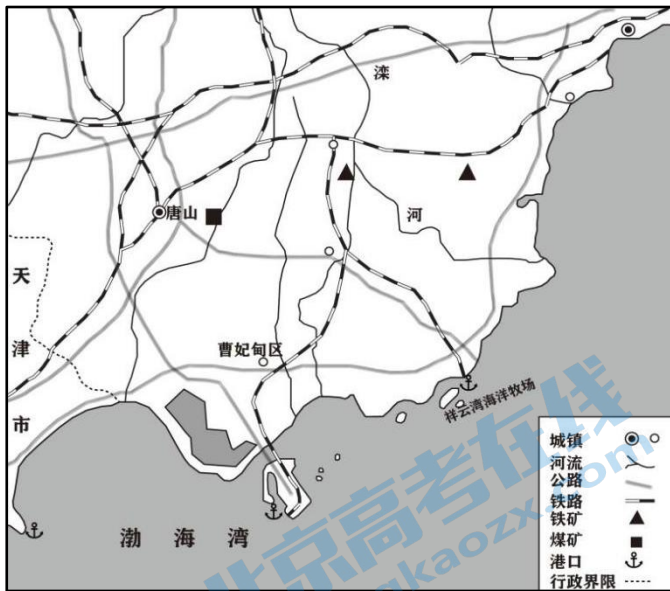 滦
河
唐山
天
津
市
曹妃甸区
祥云湾海洋牧场
渤海湾
城镇
河流
公路
铁路
铁矿
煤矿
港口
行政界限
北京高考在线
gkaozx.com